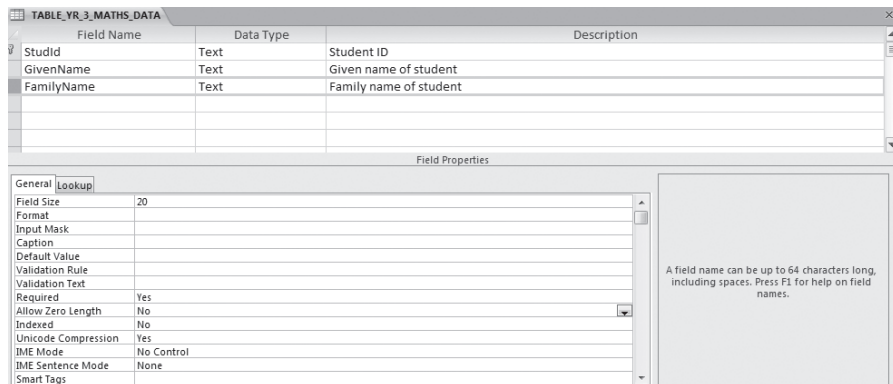 TABLE_YR_3_MATHS_DATA
Field Name Data Type Description
StudId Text Student ID
GivenName Text Given name of student
FamilyName Text Family name of student
Field Properties
General Lookup
Field Size 20
Format
Input Mask
Caption
Default Value
Validation Rule
Validation Text
Required Yes
Allow Zero Length No
Indexed No
Unicode Compression Yes
IME Mode No Control
IME Sentence Mode None
Smart Tags
A field name can be up to 64 characters long,
including spaces. Press F1 for help on field
names.